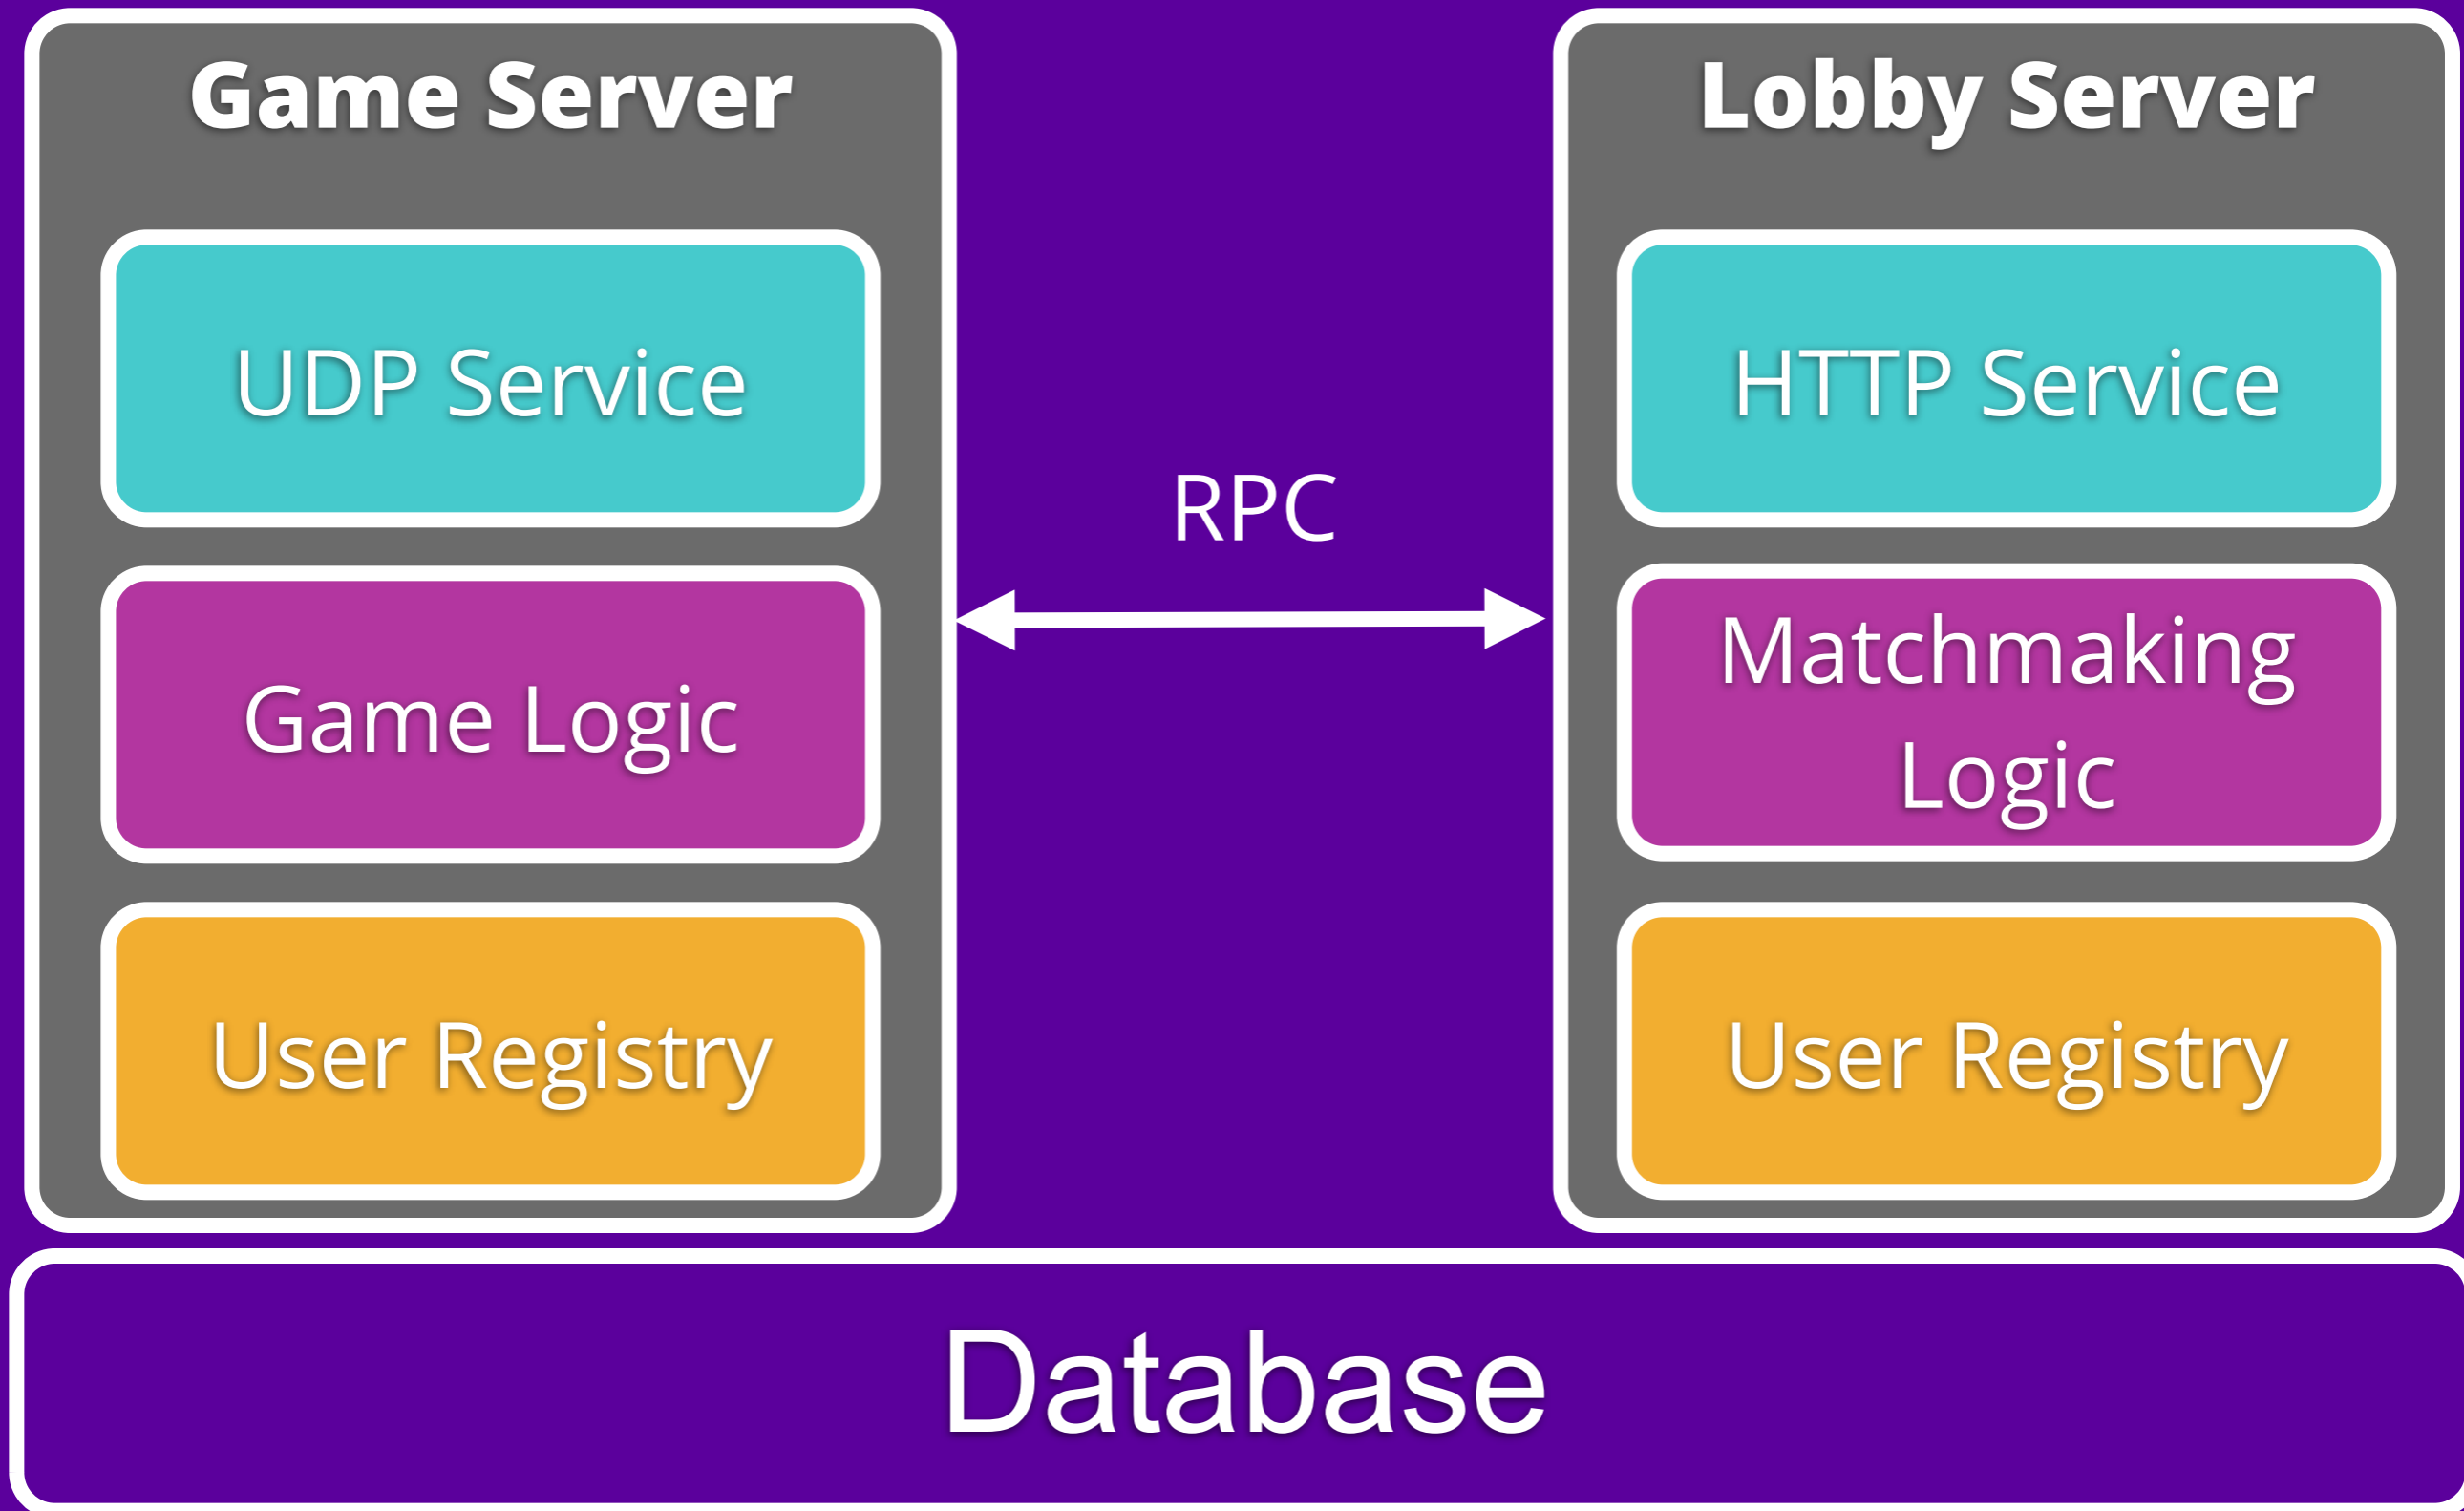 Game Server
UDP Service
Game Logic
User Registry
RPC
Lobby Server
HTTP Service
Matchmaking
Logic
User Registry
Database